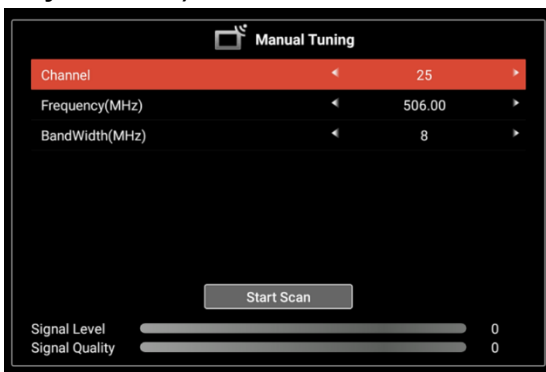 Manual Tuning
Channel 25
Frequency(MHz) 506.00
BandWidth(MHz) 8
Start Scan
Signal Level 0
Signal Quality 0